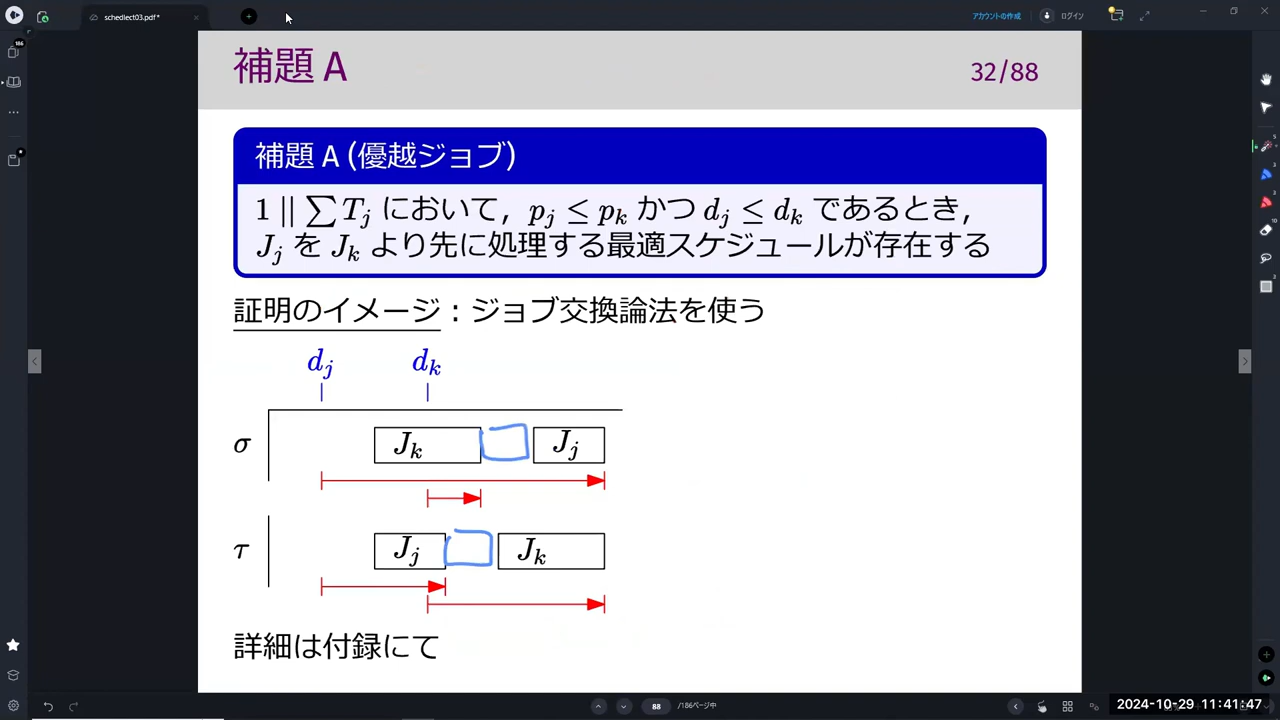 schedlect03.pdf*
アカウントの作成
ログイン
186
補題 A
32/88
補題 A (優越ジョブ)
1 || ∑ T_j において，p_j ≤ p_k かつ d_j ≤ d_k であるとき，
J_j を J_k より先に処理する最適スケジュールが存在する
証明のイメージ：ジョブ交換論法を使う
d_j d_k
σ J_k J_j
τ J_j J_k
詳細は付録にて
88 /186ページ中
2024-10-29 11:41:47